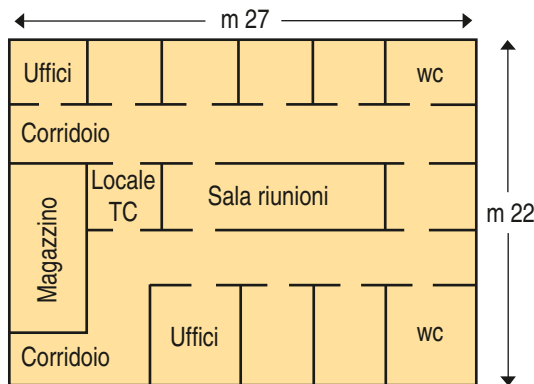 m 27
Uffici
wc
Corridoio
Locale
TC
Sala riunioni
Magazzino
m 22
Uffici
wc
Corridoio